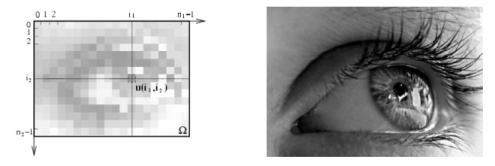 0 1 2 i₁ n₁−1
0
1
2
i₂
u(i₁,i₂)
n₂−1
Ω